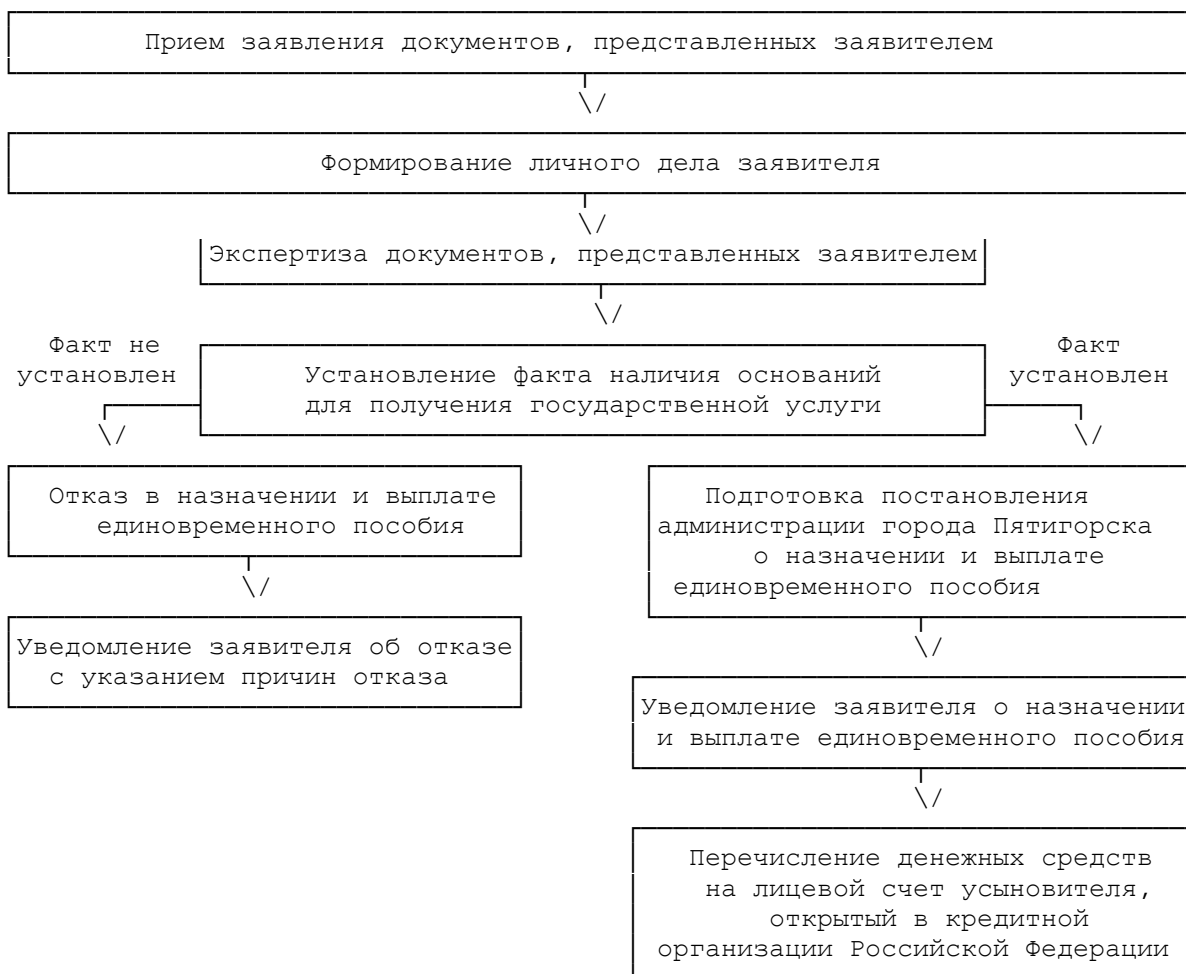 Прием заявления документов, представленных заявителем
Формирование личного дела заявителя
Экспертиза документов, представленных заявителем
Факт не
установлен
Установление факта наличия оснований
для получения государственной услуги
Факт
установлен
Отказ в назначении и выплате
единовременного пособия
Уведомление заявителя об отказе
с указанием причин отказа
Подготовка постановления
администрации города Пятигорска
о назначении и выплате
единовременного пособия
Уведомление заявителя о назначении
и выплате единовременного пособия
Перечисление денежных средств
на лицевой счет усыновителя,
открытый в кредитной
организации Российской Федерации